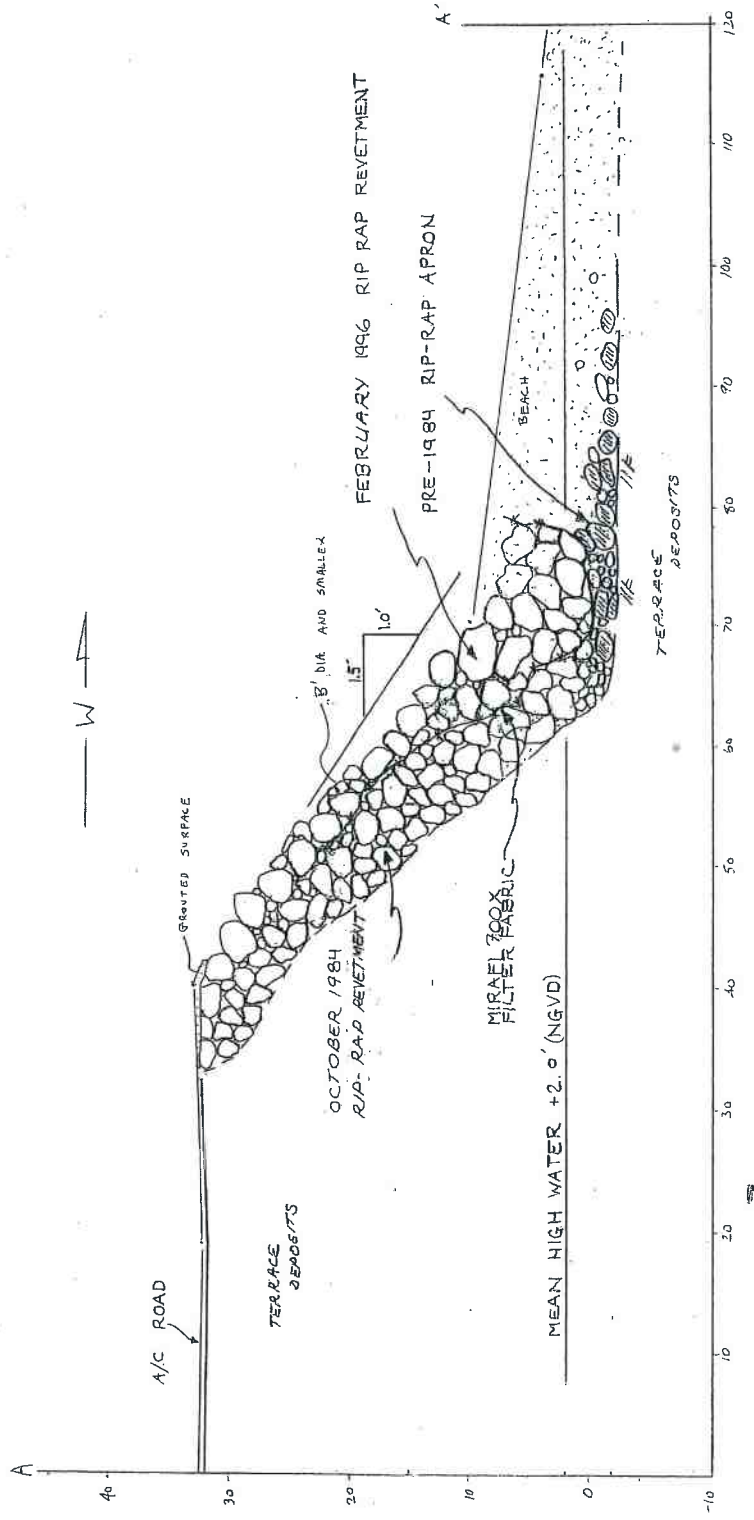 A
A'
W
A/C ROAD
GROUTED SURFACE
DIA AND SMALLER
1.5'
1.0'
FEBRUARY 1996 RIP RAP REVETMENT
PRE-1984 RIP-RAP APRON
BEACH
OCTOBER 1984
RIP-RAP REVETMENT
MIRAFI 700X
FILTER FABRIC
TERRACE
DEPOSITS
MEAN HIGH WATER +2.0' (NGVD)
TERRACE
DEPOSITS
?
40
30
20
10
0
-10
10
20
30
40
50
60
70
80
90
100
110
120